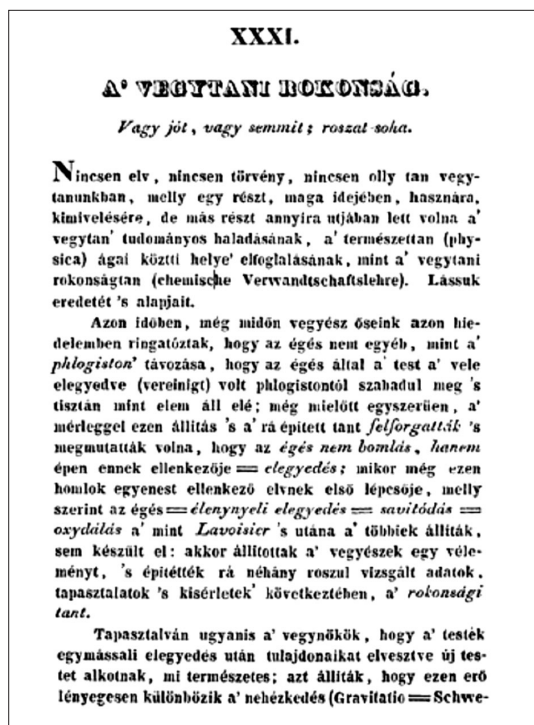 XXXI.
A' VEGYTANI ROKONSÁG.
Vagy jót, vagy semmit; roszat soha.
Nincsen elv, nincsen törvény, nincsen olly tan vegy-
tanunkban, melly egy részt, maga idejében, hasznára,
kimivelésére, de más részt annyira utjában lett volna a'
vegytan' tudományos haladásának, a' természettan (phy-
sica) ágai köztti helye' elfoglalásának, mint a' vegytani
rokonságtan (chemische Verwandtschaftslehre). Lássuk
eredetét 's alapjait.
Azon időben, még midőn vegyész őseink azon hie-
delemben ringatóztak, hogy az égés nem egyéb, mint a'
phlogiston' távozása, hogy az égés által a' test a' vele
elegyedve (vereinigt) volt phlogistontól szabadul meg 's
tisztán mint elem áll elé; még mielőtt egyszerüen, a'
mérleggel ezen állitás 's a' rá épitett tant felforgatták 's
megmutatták volna, hogy az égés nem bomlás, hanem
épen ennek ellenkezője = elegyedés; mikor még ezen
homlok egyenest ellenkező elvnek első lépcsője, melly
szerint az égés = élenynyeli elegyedés = savitódás =
oxydálás a' mint Lavoisier 's utána a' többiek álliták,
sem készült el: akkor állitottak a' vegyészek egy véle-
ményt, 's épitétték rá néhány roszul vizsgált adatok,
tapasztalatok 's kisérletek' következtében, a' rokonsági
tant.
Tapasztalván ugyanis a' vegynökök, hogy a' testek
egymássali elegyedés után tulajdonaikat elvesztve új tes-
tet alkotnak, mi természetes; azt álliták, hogy ezen erő
lényegesen különbözik a' nehézkedés (Gravitatio = Schwe-